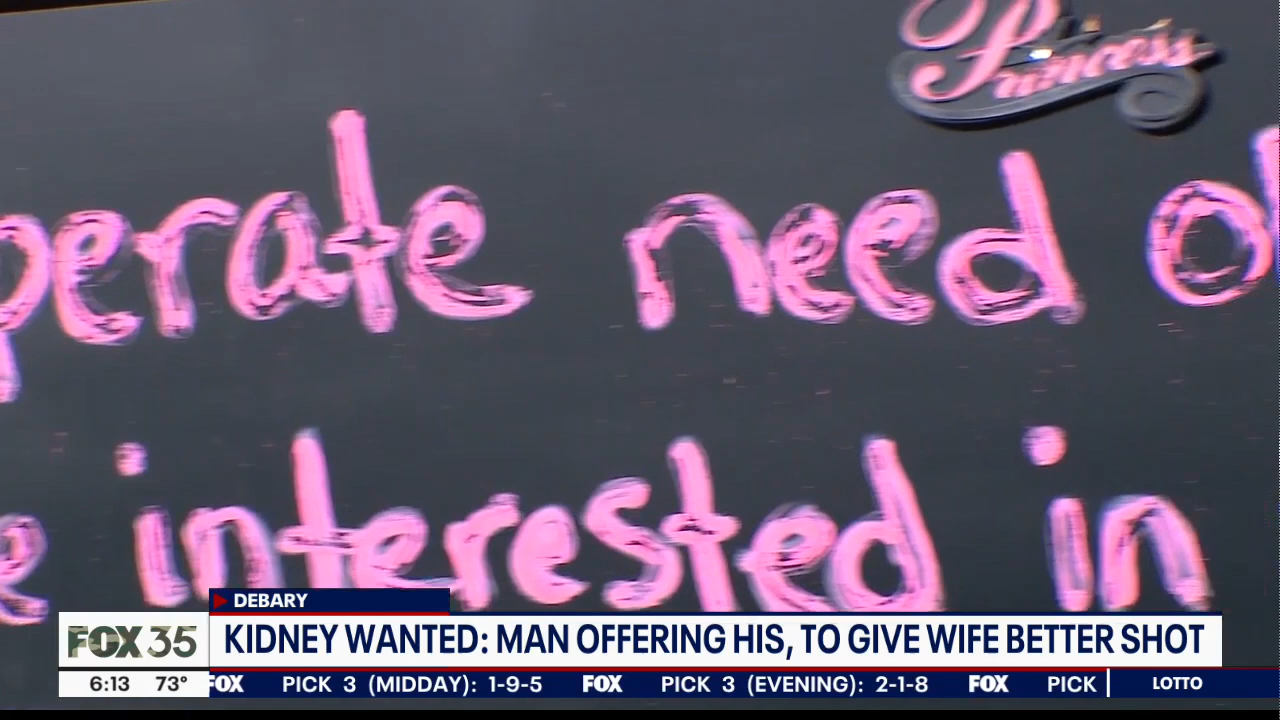 Princess
perate need of
e interested in
DEBARY
FOX 35
KIDNEY WANTED: MAN OFFERING HIS, TO GIVE WIFE BETTER SHOT
6:13 73° FOX PICK 3 (MIDDAY): 1-9-5 FOX PICK 3 (EVENING): 2-1-8 FOX PICK LOTTO